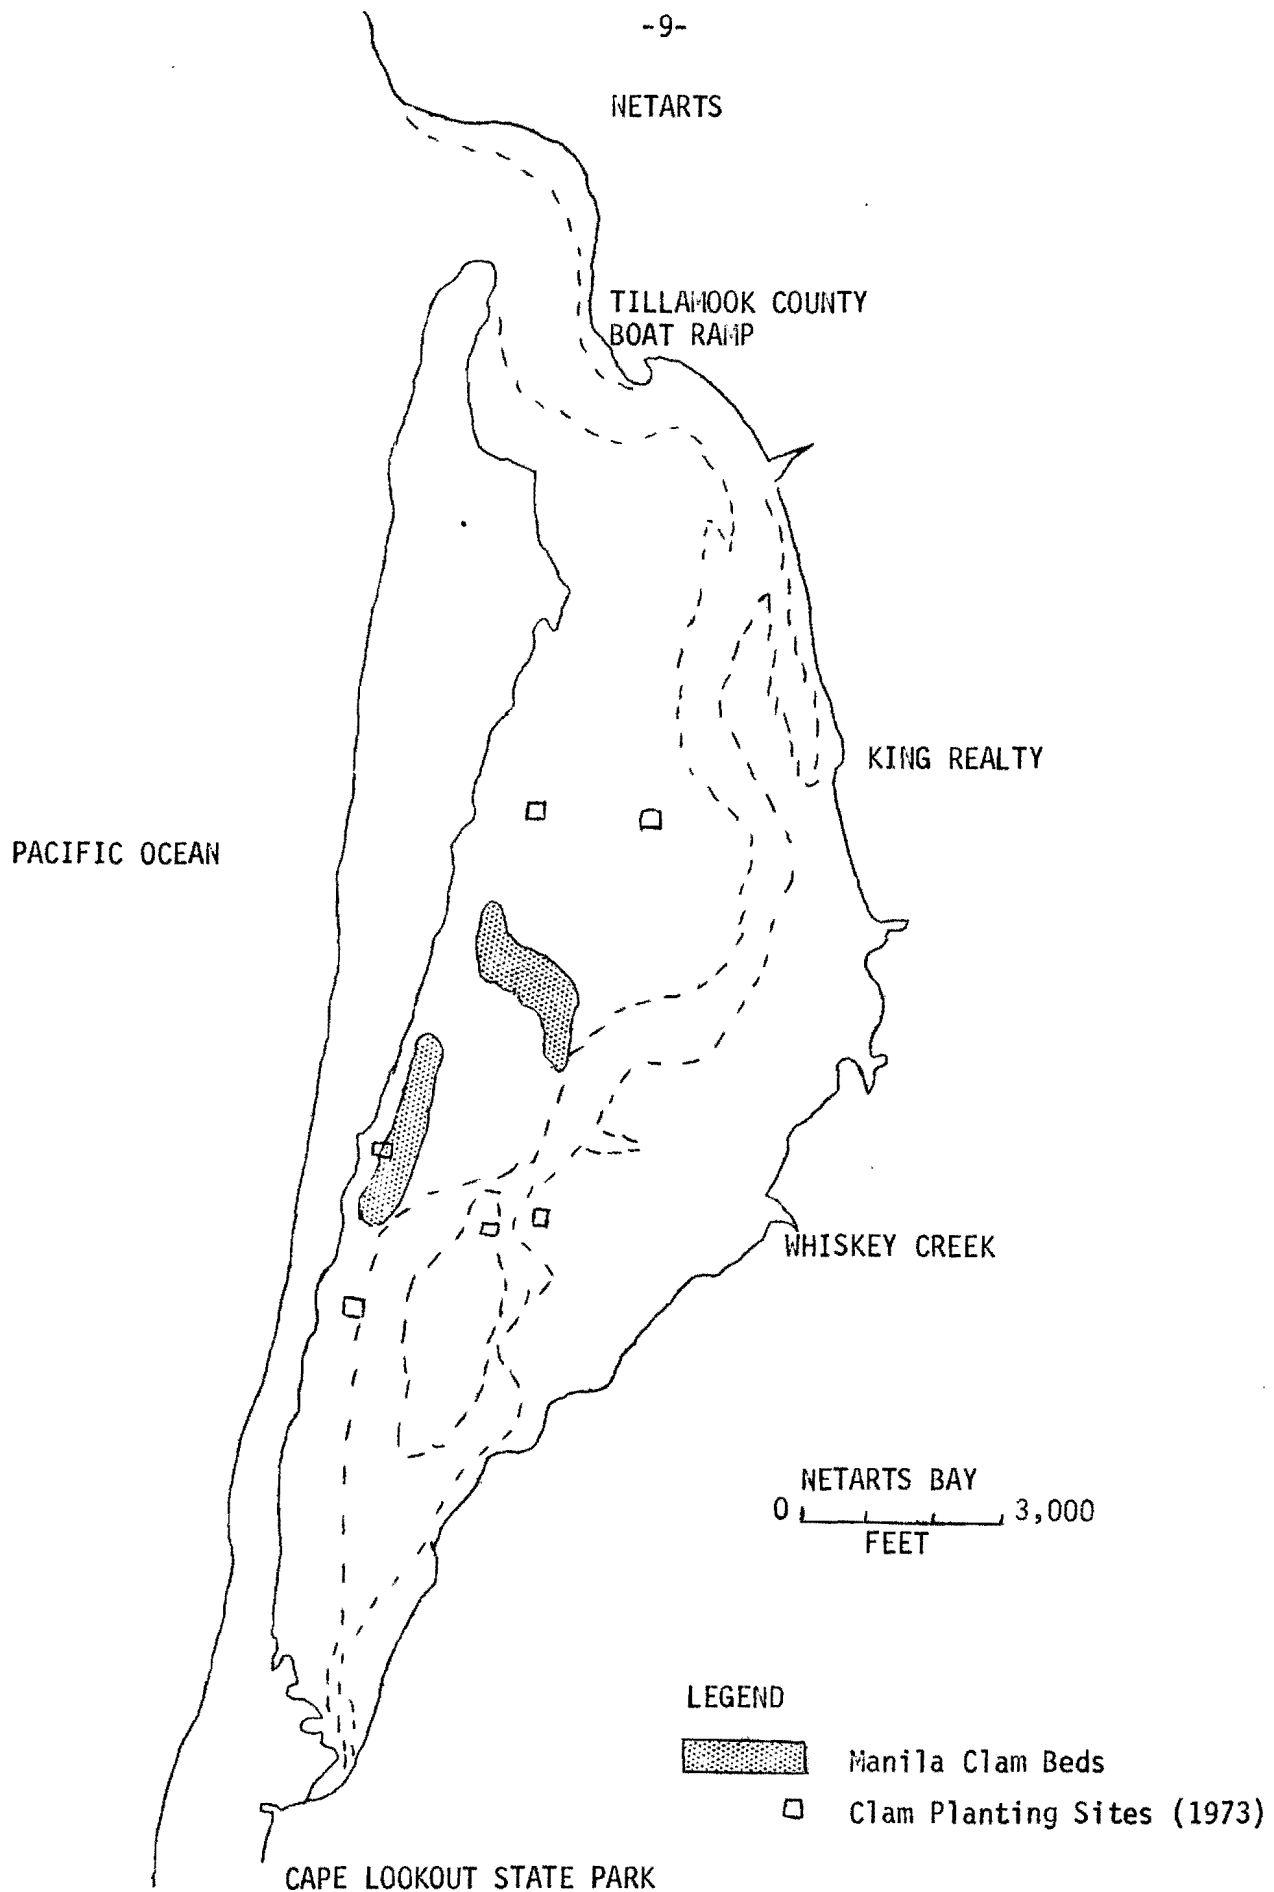 -9-
NETARTS
TILLAMOOK COUNTY
BOAT RAMP
KING REALTY
PACIFIC OCEAN
WHISKEY CREEK
NETARTS BAY
0 3,000
FEET
LEGEND
Manila Clam Beds
Clam Planting Sites (1973)
CAPE LOOKOUT STATE PARK